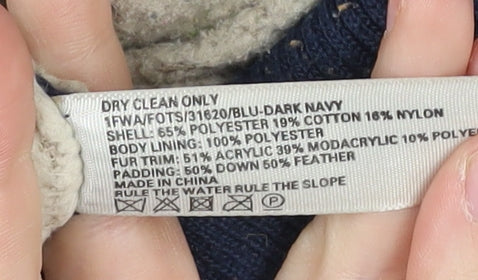 DRY CLEAN ONLY
1FWA/FOTS/31620/BLU-DARK NAVY
SHELL: 65% POLYESTER 19% COTTON 16% NYLON
BODY LINING: 100% POLYESTER
FUR TRIM: 51% ACRYLIC 39% MODACRYLIC 10% POLYE
PADDING: 50% DOWN 50% FEATHER
MADE IN CHINA
RULE THE WATER RULE THE SLOPE
P